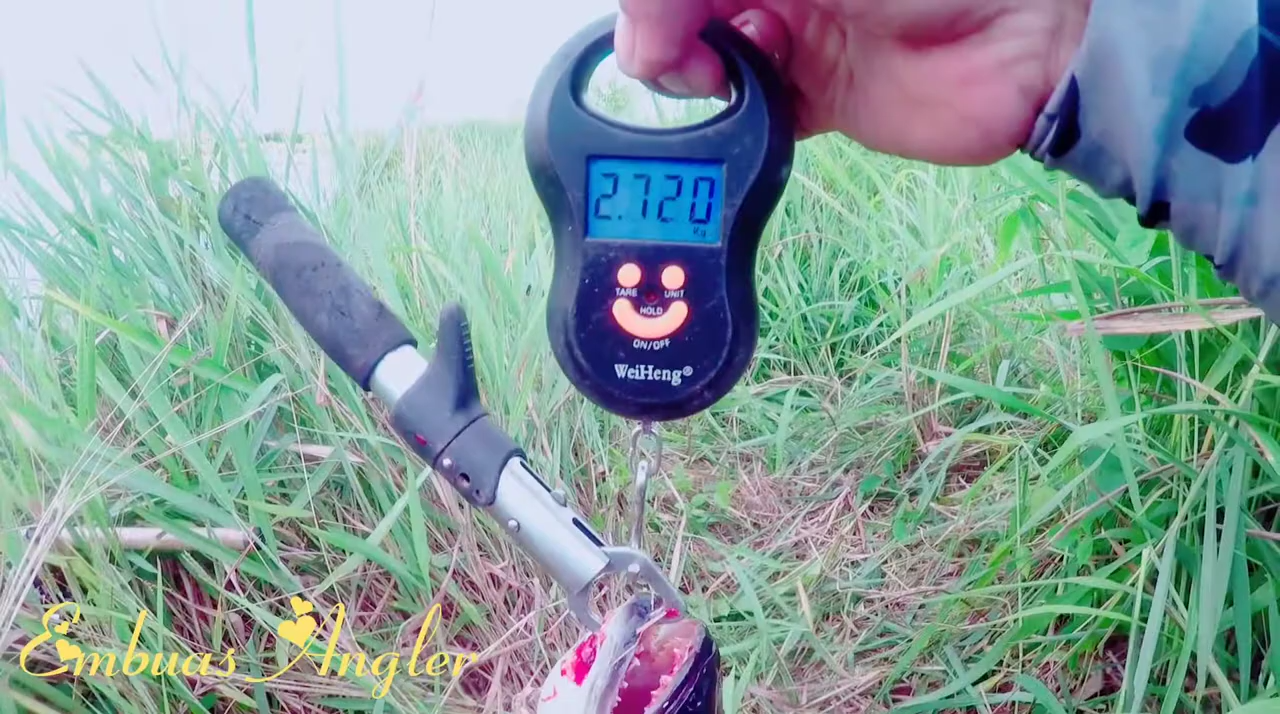 2.720
Kg
TARE UNIT
HOLD
ON/OFF
WeiHeng®
Embuas Angler